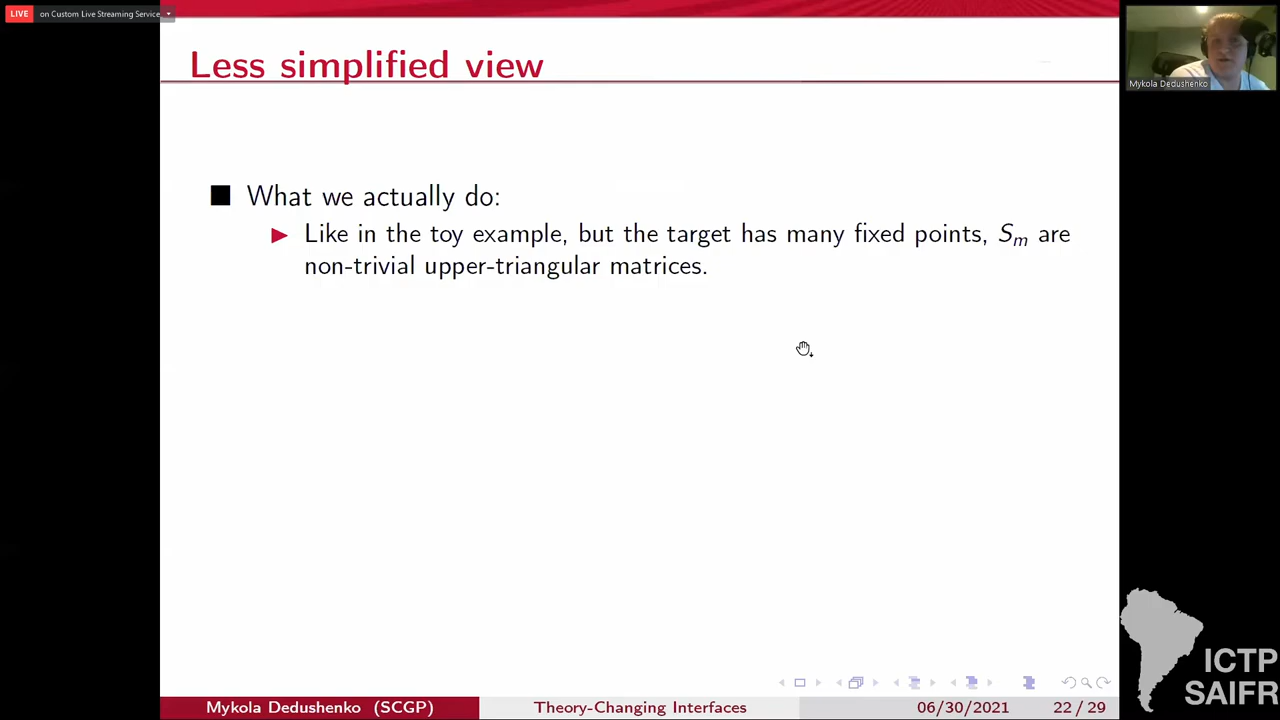 LIVE on Custom Live Streaming Service
Less simplified view
Mykola Dedushenko
What we actually do:
Like in the toy example, but the target has many fixed points, Sm are
non-trivial upper-triangular matrices.
ICTP
SAIFR
Mykola Dedushenko (SCGP) Theory-Changing Interfaces 06/30/2021 22 / 29